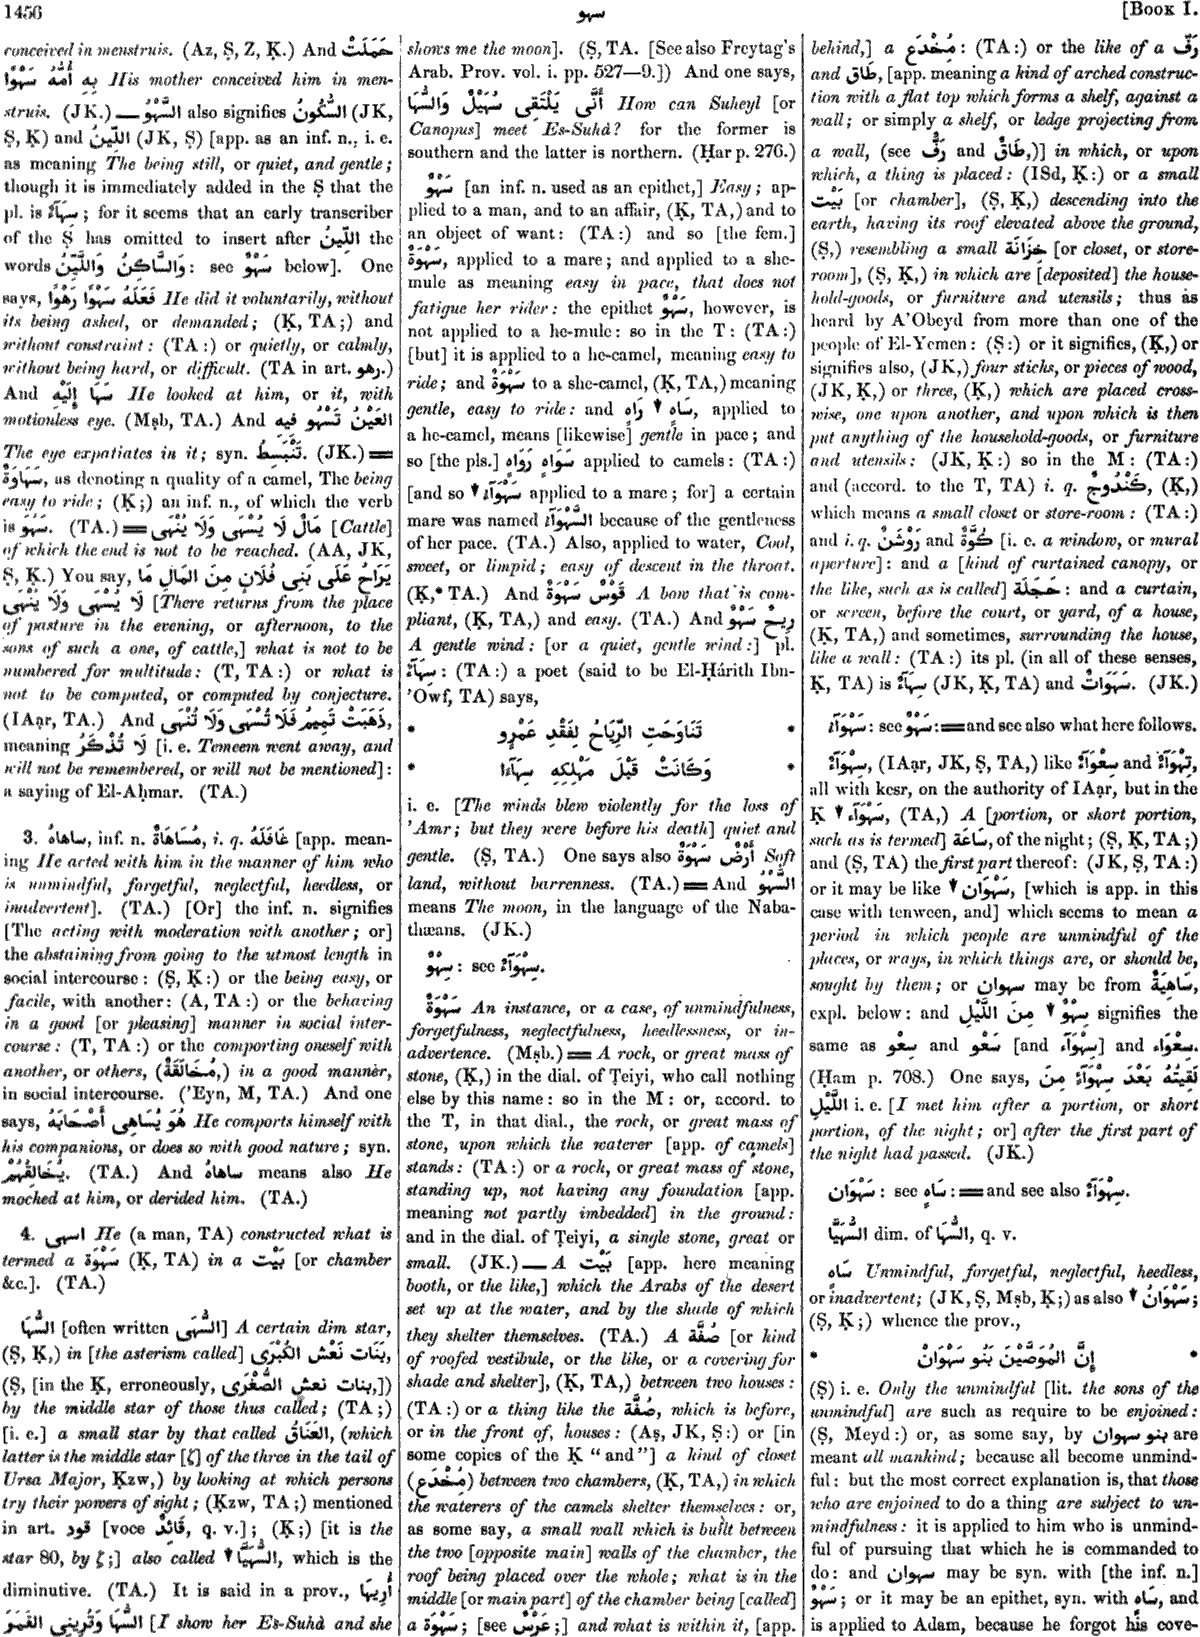 1456
سهو
[Book I.
conceived in menstruis. (Az, Ṣ, Z, Ḳ.) And حَمَلَتْ
بِهِ أُمُّهُ سَهْوًا His mother conceived him in men-
struis. (JK.) ـــ السَّهْوُ also signifies السُّكُونُ (JK,
Ṣ, Ḳ) and اللِّينُ (JK, Ṣ) [app. as an inf. n., i. e.
as meaning The being still, or quiet, and gentle;
though it is immediately added in the Ṣ that the
pl. is سِهَآءٌ; for it seems that an early transcriber
of the Ṣ has omitted to insert after اللِّينُ the
words وَالسَّاكِنُ وَاللَّيِّنُ: see سَهْوٌ below]. One
says, فَعَلَهُ سَهْوًا رَهْوًا He did it voluntarily, without
its being asked, or demanded; (Ḳ, TA;) and
without constraint: (TA:) or quietly, or calmly,
without being hard, or difficult. (TA in art. رهو.)
And سَهَا إِلَيْهِ He looked at him, or it, with
motionless eye. (Mṣb, TA.) And العَيْنُ تَسْهُو فِيهِ
The eye expatiates in it; syn. تَنْبَسِطُ. (JK.) ══
سَهَاوَةٌ, as denoting a quality of a camel, The being
easy to ride; (Ḳ;) an inf. n., of which the verb
is سَهُوَ. (TA.) ══ مَالٌ لَا يُسْهَى وَلَا يُنْهَى [Cattle]
of which the end is not to be reached. (AA, JK,
Ṣ, Ḳ.) You say, يَرَاحُ عَلَى بَنِى فُلَانٍ مِنَ المَالِ مَا
لَا يُسْهَى وَلَا يُنْهَى [There returns from the place
of pasture in the evening, or afternoon, to the
sons of such a one, of cattle,] what is not to be
numbered for multitude: (T, TA:) or what is
not to be computed, or computed by conjecture.
(IAạr, TA.) And ذَهَبَتْ تَمِيمُ فَلَا تُسْهَى وَلَا تُنْهَى,
meaning لَا تُذْكَرُ [i. e. Temeem went away, and
will not be remembered, or will not be mentioned]:
a saying of El-Aḥmar. (TA.)
3. ساهاهُ, inf. n. مُسَاهَاةٌ, i. q. غَافَلَهُ [app. mean-
ing He acted with him in the manner of him who
is unmindful, forgetful, neglectful, heedless, or
inadvertent]. (TA.) [Or] the inf. n. signifies
[The acting with moderation with another; or]
the abstaining from going to the utmost length in
social intercourse: (Ṣ, Ḳ:) or the being easy, or
facile, with another: (A, TA:) or the behaving
in a good [or pleasing] manner in social inter-
course: (T, TA:) or the comporting oneself with
another, or others, (مُخَالَقَةٌ,) in a good manner,
in social intercourse. (’Eyn, M, TA.) And one
says, هُوَ يُسَاهِى أَصْحَابَهُ He comports himself with
his companions, or does so with good nature; syn.
يُخَالِقُهُمْ. (TA.) And ساهاهُ means also He
mocked at him, or derided him. (TA.)
4. اسهى He (a man, TA) constructed what is
termed a سَهْوَة (Ḳ, TA) in a بَيْت [or chamber
&c.]. (TA.)
السُّهَا [often written السُّهَى] A certain dim star,
(Ṣ, Ḳ,) in [the asterism called] بَنَات نَعْش الكُبْرَى,
(Ṣ, [in the Ḳ, erroneously, بنات نعش الصُّغْرَى,])
by the middle star of those thus called; (TA;)
[i. e.] a small star by that called العَنَاقُ, (which
latter is the middle star [ζ] of the three in the tail of
Ursa Major, Ḳzw,) by looking at which persons
try their powers of sight; (Ḳzw, TA;) mentioned
in art. قود [voce قَائِدٌ, q. v.]; (Ḳ;) [it is the
star 80, by ζ;] also called ▼ السُّهَيَّا, which is the
diminutive. (TA.) It is said in a prov., أُرِيهَا
السُّهَا وَتُرِينِى القَمَرَ [I show her Es-Suhà and she
shows me the moon]. (Ṣ, TA. [See also Freytag's
Arab. Prov. vol. i. pp. 527—9.]) And one says,
أَنَّى يَلْتَقِى سُهَيْلٌ وَالسُّهَا How can Suheyl [or
Canopus] meet Es-Suhà? for the former is
southern and the latter is northern. (Ḥar p. 276.)
سَهْوٌ [an inf. n. used as an epithet,] Easy; ap-
plied to a man, and to an affair, (Ḳ, TA,) and to
an object of want: (TA:) and so [the fem.]
سَهْوَةٌ, applied to a mare; and applied to a she-
mule as meaning easy in pace, that does not
fatigue her rider: the epithet سَهْوٌ, however, is
not applied to a he-mule: so in the T: (TA:)
[but] it is applied to a he-camel, meaning easy to
ride; and سَهْوَةٌ to a she-camel, (Ḳ, TA,) meaning
gentle, easy to ride: and ▼ سَاهٍ رَاهٍ, applied to
a he-camel, means [likewise] gentle in pace; and
so [the pls.] سَوَاهٍ رَوَاهٍ applied to camels: (TA:)
[and so ▼ سَهْوَآءُ applied to a mare; for] a certain
mare was named السَّهْوَآءُ because of the gentleness
of her pace. (TA.) Also, applied to water, Cool,
sweet, or limpid; easy of descent in the throat.
(Ḳ,* TA.) And قَوْسٌ سَهْوَةٌ A bow that is com-
pliant, (Ḳ, TA,) and easy. (TA.) And رِيحٌ سَهْوٌ
A gentle wind: [or a quiet, gentle wind:] pl.
سِهَآءٌ: (TA:) a poet (said to be El-Ḥárith Ibn-
’Owf, TA) says,
* تَنَاوَحَتِ الرِّيَاحُ لِفَقْدِ عَمْرٍو *
* وَكَانَتْ قَبْلَ مَهْلِكِهِ سِهَآءَا *
i. e. [The winds blew violently for the loss of
’Amr; but they were before his death] quiet and
gentle. (Ṣ, TA.) One says also أَرْضٌ سَهْوَةٌ Soft
land, without barrenness. (TA.) ══ And السَّهْوُ
means The moon, in the language of the Naba-
thæans. (JK.)
سِهْوٌ: see سِهْوَآءٌ.
سَهْوَةٌ An instance, or a case, of unmindfulness,
forgetfulness, neglectfulness, heedlessness, or in-
advertence. (Mṣb.) ══ A rock, or great mass of
stone, (Ḳ,) in the dial. of Ṭeiyi, who call nothing
else by this name: so in the M: or, accord. to
the T, in that dial., the rock, or great mass of
stone, upon which the waterer [app. of camels]
stands: (TA:) or a rock, or great mass of stone,
standing up, not having any foundation [app.
meaning not partly imbedded] in the ground:
and in the dial. of Ṭeiyi, a single stone, great or
small. (JK.) ـــ A بَيْت [app. here meaning
booth, or the like,] which the Arabs of the desert
set up at the water, and by the shade of which
they shelter themselves. (TA.) A صُفَّة [or kind
of roofed vestibule, or the like, or a covering for
shade and shelter], (Ḳ, TA,) between two houses:
(TA:) or a thing like the صُفَّة, which is before,
or in the front of, houses: (Aṣ, JK, Ṣ:) or [in
some copies of the Ḳ "and"] a kind of closet
(مُخْدَع) between two chambers, (Ḳ, TA,) in which
the waterers of the camels shelter themselves: or,
as some say, a small wall which is built between
the two [opposite main] walls of the chamber, the
roof being placed over the whole; what is in the
middle [or main part] of the chamber being [called]
a سَهْوَة; [see عَرْسٌ;] and what is within it, [app.
behind,] a مُخْدَع: (TA:) or the like of a رَفّ
and طَاق, [app. meaning a kind of arched construc-
tion with a flat top which forms a shelf, against a
wall; or simply a shelf, or ledge projecting from
a wall, (see رَفٌّ and طَاقٌ,)] in which, or upon
which, a thing is placed: (ISd, Ḳ:) or a small
بَيْت [or chamber], (Ṣ, Ḳ,) descending into the
earth, having its roof elevated above the ground,
(Ṣ,) resembling a small خِزَانَة [or closet, or store-
room], (Ṣ, Ḳ,) in which are [deposited] the house-
hold-goods, or furniture and utensils; thus as
heard by A’Obeyd from more than one of the
people of El-Yemen: (Ṣ:) or it signifies, (Ḳ,) or
signifies also, (JK,) four sticks, or pieces of wood,
(JK, Ḳ,) or three, (Ḳ,) which are placed cross-
wise, one upon another, and upon which is then
put anything of the household-goods, or furniture
and utensils: (JK, Ḳ:) so in the M: (TA:)
and (accord. to the T, TA) i. q. كُنْدُوجٌ, (Ḳ,)
which means a small closet or store-room: (TA:)
and i. q. رَوْشَنٌ and كُوَّةٌ [i. e. a window, or mural
aperture]: and a [kind of curtained canopy, or
the like, such as is called] حَجَلَة: and a curtain,
or screen, before the court, or yard, of a house,
(Ḳ, TA,) and sometimes, surrounding the house,
like a wall: (TA:) its pl. (in all of these senses,
Ḳ, TA) is سِهَآءٌ (JK, Ḳ, TA) and سَهَوَاتٌ. (JK.)
سَهْوَآءُ: see سَهْوٌ: ══ and see also what here follows.
سِهْوَآءٌ, (IAạr, JK, Ṣ, TA,) like سِعْوَآءٌ and تِهْوَآءٌ,
all with kesr, on the authority of IAạr, but in the
Ḳ ▼ سَهْوَآءُ, (TA,) A [portion, or short portion,
such as is termed] سَاعَة, of the night; (Ṣ, Ḳ, TA;)
and (Ṣ, TA) the first part thereof: (JK, Ṣ, TA:)
or it may be like ▼ سَهْوَان, [which is app. in this
case with tenween, and] which seems to mean a
period in which people are unmindful of the
places, or ways, in which things are, or should be,
sought by them; or سهوان may be from سَاهِيَةٌ,
expl. below: and ▼ سِهْوٌ مِنَ اللَّيْلِ signifies the
same as سِعْو and سَعْو [and سِهْوَآء] and سِعْوَاء.
(Ḥam p. 708.) One says, لَقِيتُهُ بَعْدَ سِهْوَآءٍ مِنَ
اللَّيْلِ i. e. [I met him after a portion, or short
portion, of the night; or] after the first part of
the night had passed. (JK.)
سَهْوَان: see سَاهٍ: ══ and see also سِهْوَآءٌ.
السُّهَيَّا dim. of السُّهَا, q. v.
سَاهٍ Unmindful, forgetful, neglectful, heedless,
or inadvertent; (JK, Ṣ, Mṣb, Ḳ;) as also ▼ سَهْوَانُ;
(Ṣ, Ḳ;) whence the prov.,
* إِنَّ المُوَصَّيْنَ بَنُو سَهْوَانْ *
(Ṣ) i. e. Only the unmindful [lit. the sons of the
unmindful] are such as require to be enjoined:
(Ṣ, Meyd:) or, as some say, by بنو سهوان are
meant all mankind; because all become unmind-
ful: but the most correct explanation is, that those
who are enjoined to do a thing are subject to un-
mindfulness: it is applied to him who is unmind-
ful of pursuing that which he is commanded to
do: and سهوان may be syn. with [the inf. n.]
سَهْوٌ; or it may be an epithet, syn. with سَاهٍ, and
is applied to Adam, because he forgot his cove-